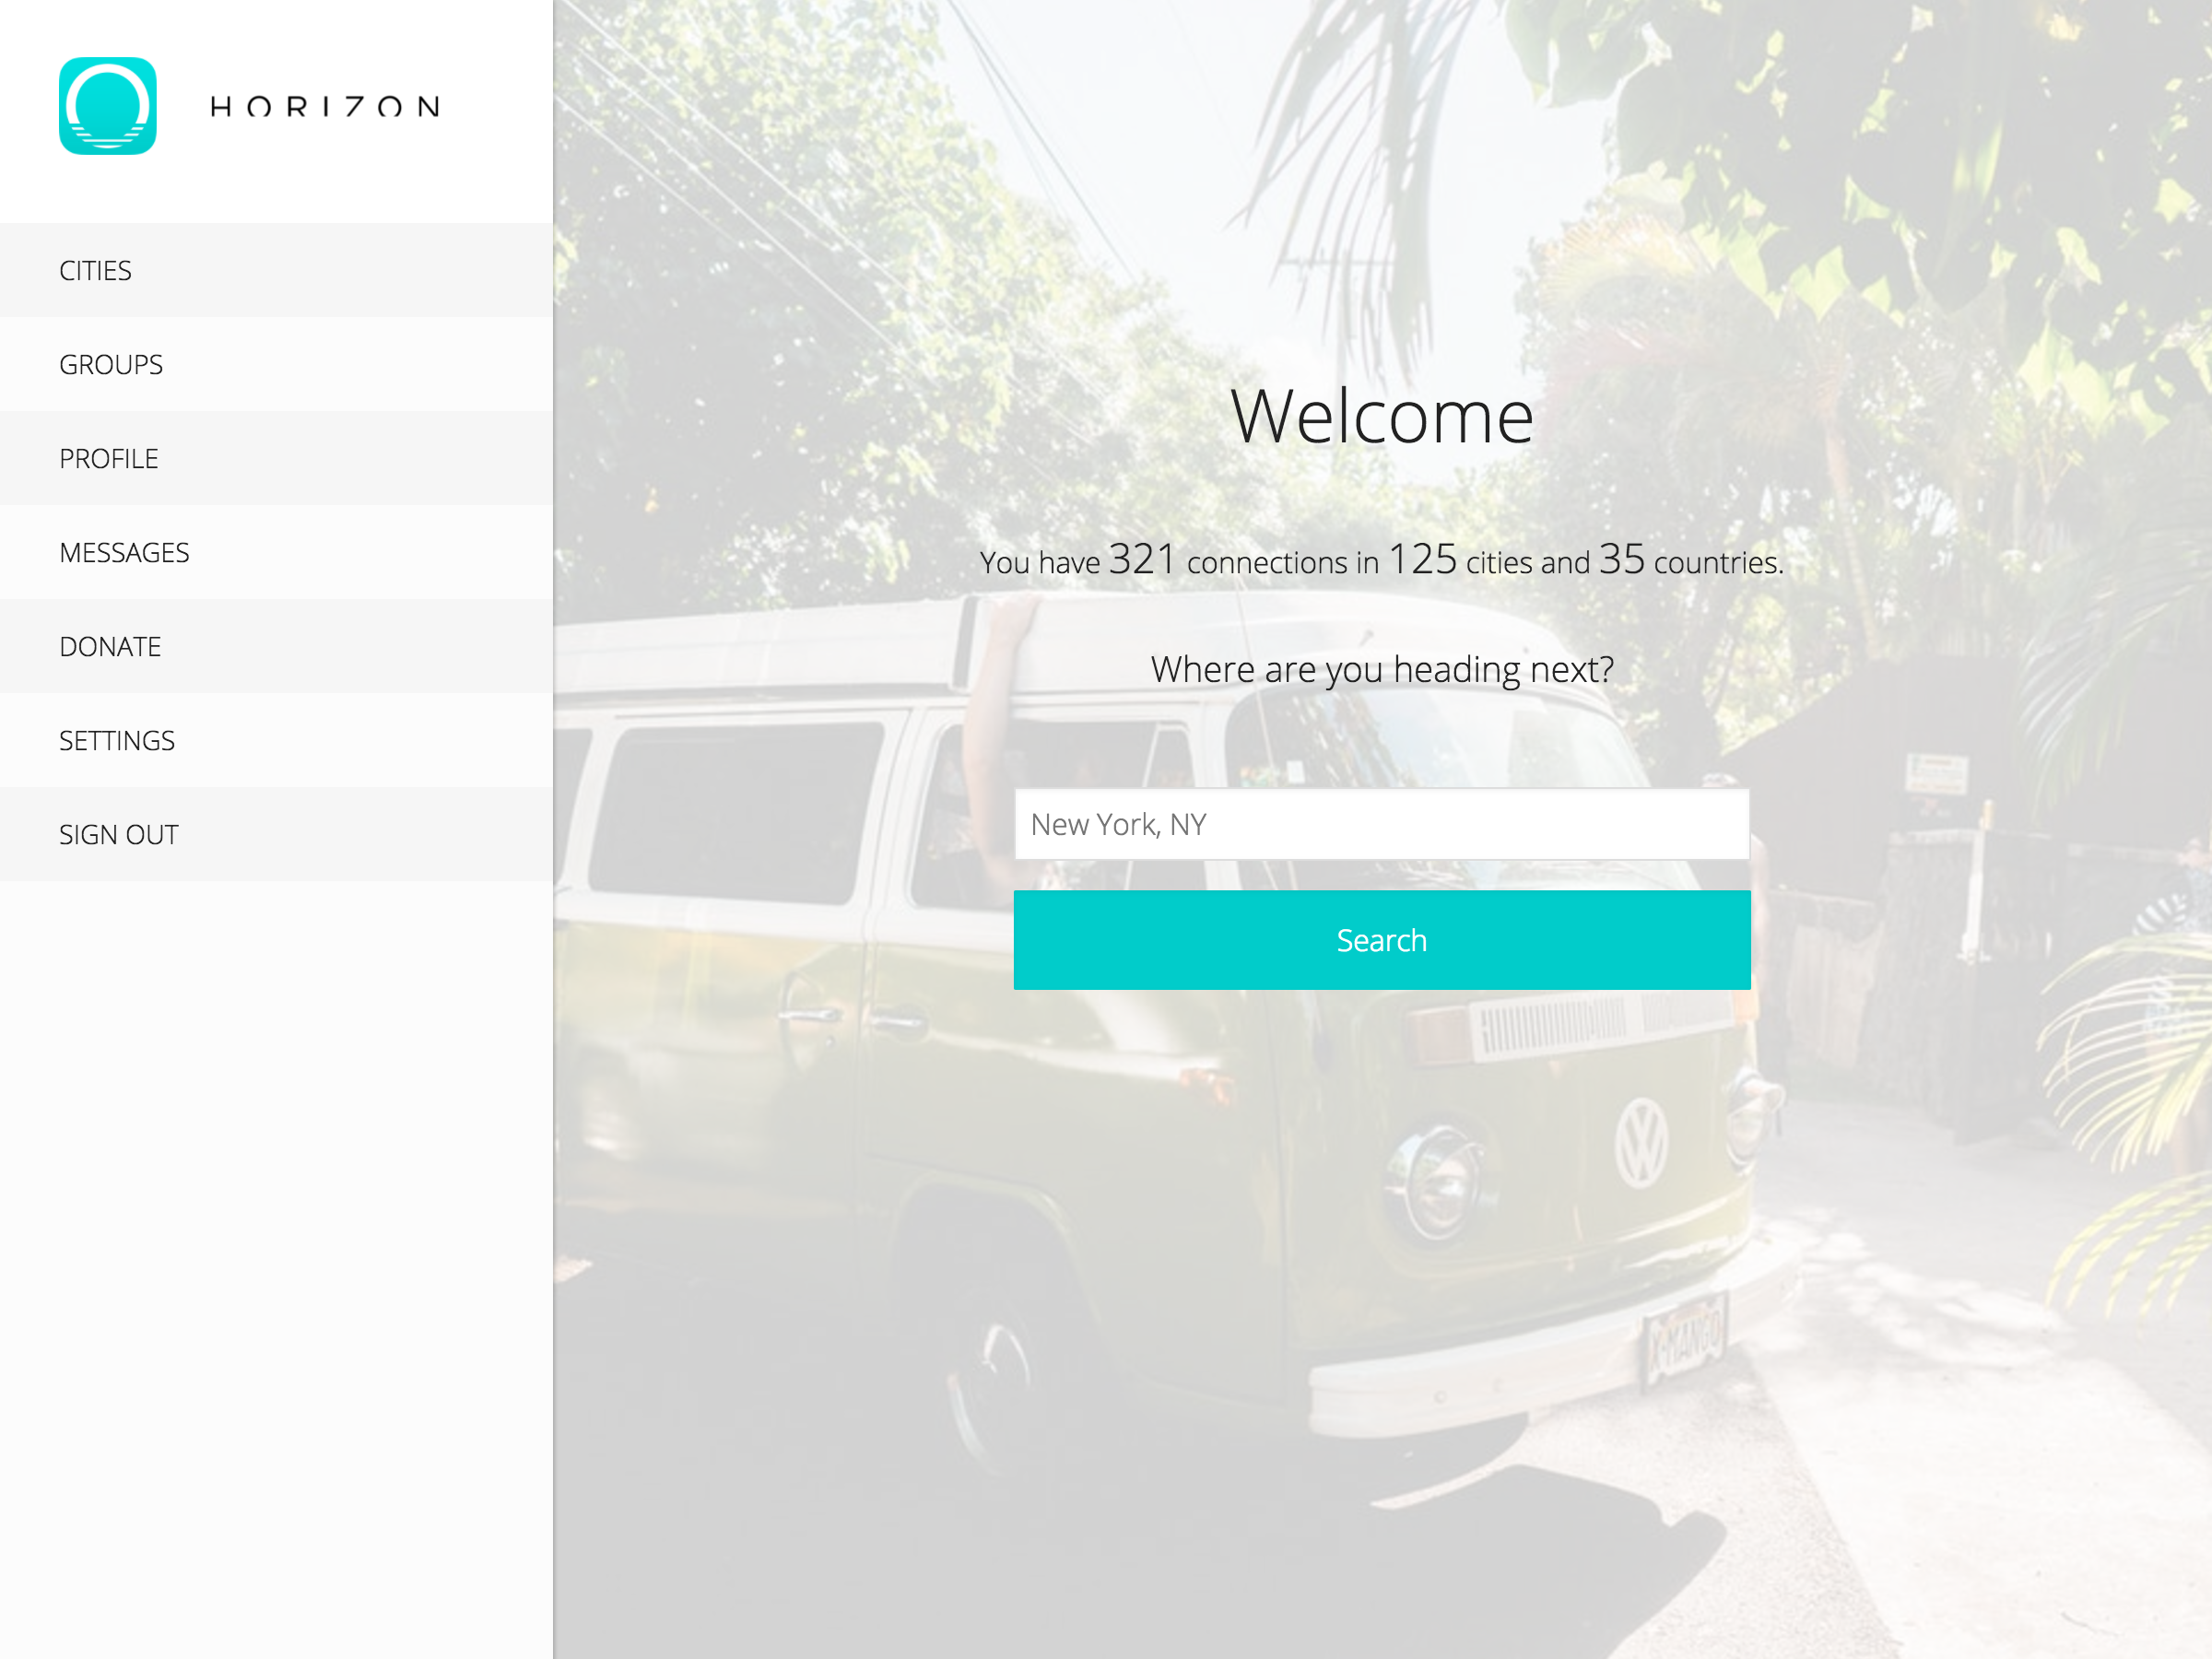 HORIZON
CITIES
GROUPS
PROFILE
MESSAGES
DONATE
SETTINGS
SIGN OUT
Welcome
You have 321 connections in 125 cities and 35 countries.
Where are you heading next?
New York, NY
Search
X-MANGO